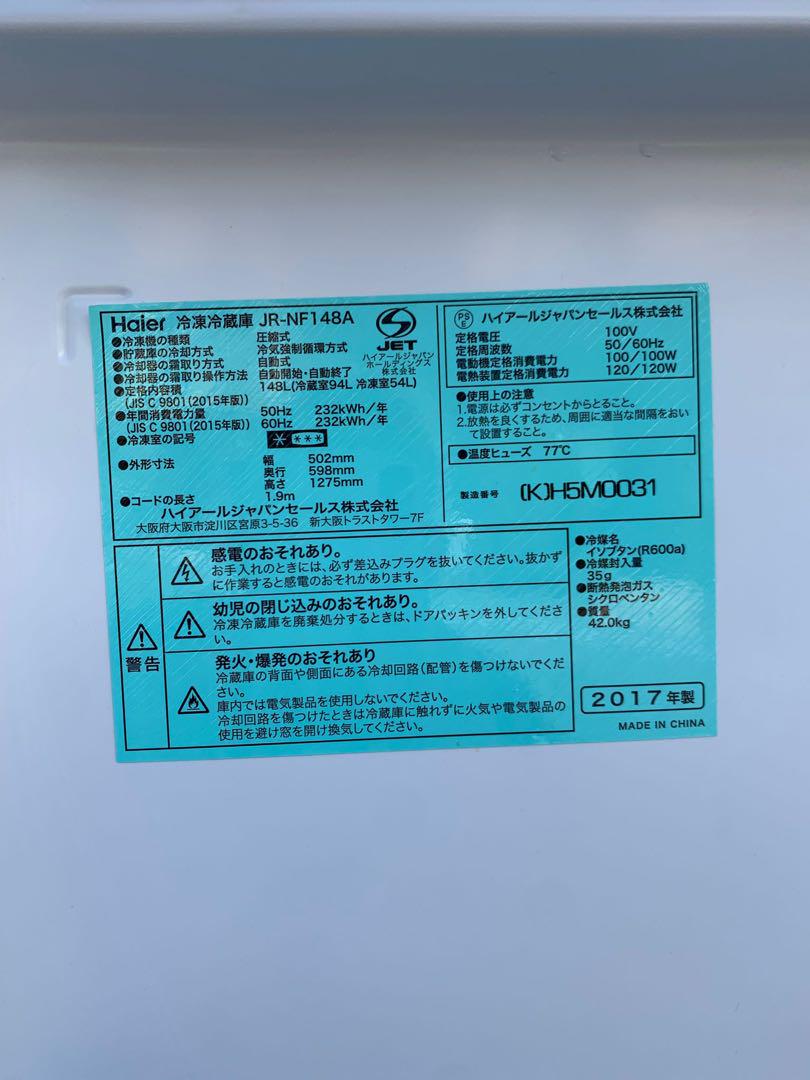 Haier 冷凍冷蔵庫 JR-NF148A
●冷凍機の種類 圧縮式
●貯蔵庫の冷却方式 冷気強制循環方式
●冷却器の霜取り方式 自動式
●冷却器の霜取り操作方法 自動開始・自動終了
●定格内容積 148L(冷蔵室94L 冷凍室54L)
(JIS C 9801(2015年版))
●年間消費電力量 50Hz 232kWh/年
(JIS C 9801(2015年版)) 60Hz 232kWh/年
●冷凍室の記号
●外形寸法 幅 502mm
奥行 598mm
高さ 1275mm
●コードの長さ 1.9m
ハイアールジャパンセールス株式会社
大阪府大阪市淀川区宮原3-5-36 新大阪トラストタワー7F
S
JET
ハイアールジャパン
ホールディングス
株式会社
PS
E
ハイアールジャパンセールス株式会社
定格電圧 100V
定格周波数 50/60Hz
電動機定格消費電力 100/100W
電熱装置定格消費電力 120/120W
●使用上の注意
1.電源は必ずコンセントからとること。
2.放熱を良くするため、周囲に適当な間隔をおい
て設置すること。
●温度ヒューズ 77℃
製造番号 (K)H5M0031
警告
感電のおそれあり。
お手入れのときには、必ず差込みプラグを抜いてください。抜かず
に作業すると感電のおそれがあります。
幼児の閉じ込みのおそれあり。
冷凍冷蔵庫を廃棄処分するときは、ドアパッキンを外してくださ
い。
発火・爆発のおそれあり
冷蔵庫の背面や側面にある冷却回路(配管)を傷つけないでくだ
さい。
庫内では電気製品を使用しないでください。
冷却回路を傷つけたときは冷蔵庫に触れずに火気や電気製品の
使用を避け窓を開け換気してください。
●冷媒名
イソブタン(R600a)
●冷媒封入量
35g
●断熱発泡ガス
シクロペンタン
●質量
42.0kg
2017年製
MADE IN CHINA